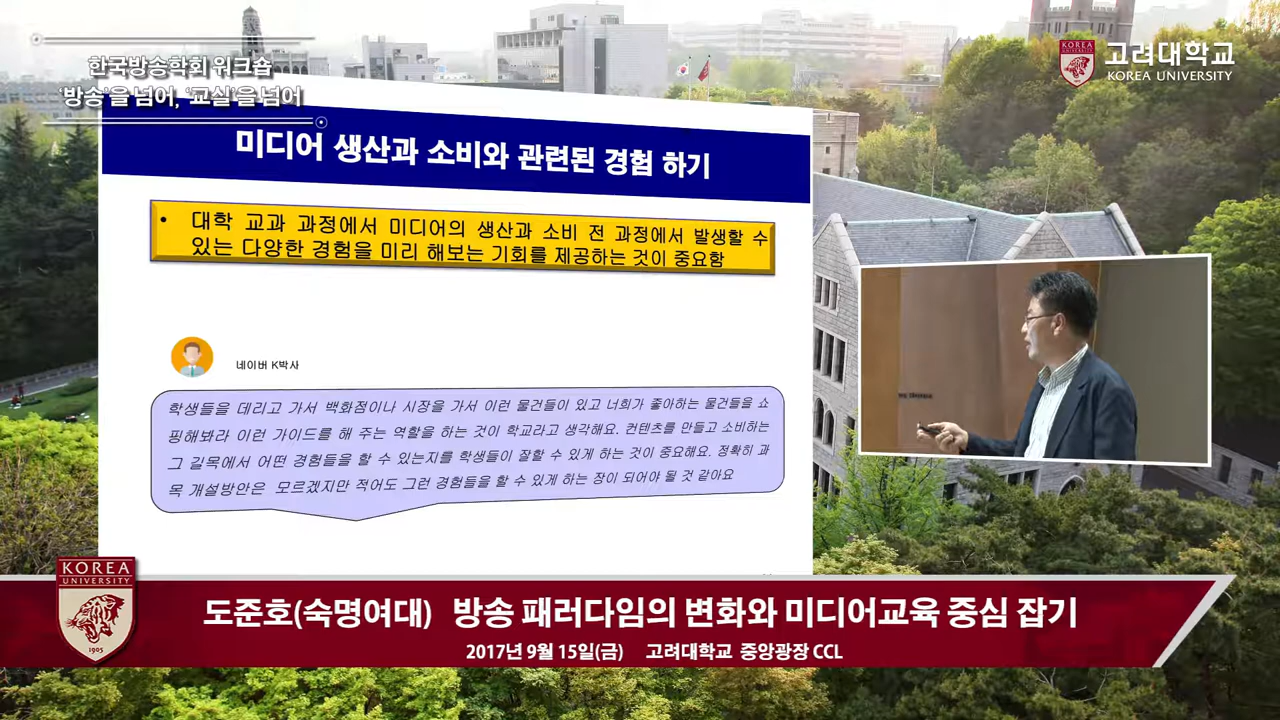 한국방송학회 워크숍
'방송'을 넘어, '교실'을 넘어
KOREA
고려대학교
KOREA UNIVERSITY
미디어 생산과 소비와 관련된 경험 하기
• 대학 교과 과정에서 미디어의 생산과 소비 전 과정에서 발생할 수
있는 다양한 경험을 미리 해보는 기회를 제공하는 것이 중요함
네이버 K박사
학생들을 데리고 가서 백화점이나 시장을 가서 이런 물건들이 있고 너희가 좋아하는 물건들을 쇼
핑해봐라 이런 가이드를 해 주는 역할을 하는 것이 학교라고 생각해요. 컨텐츠를 만들고 소비하는
그 길목에서 어떤 경험들을 할 수 있는지를 학생들이 잘할 수 있게 하는 것이 중요해요. 정확히 과
목 개설방안은 모르겠지만 적어도 그런 경험들을 할 수 있게 하는 장이 되어야 될 것 같아요
KOREA
UNIVERSITY
1905
도준호(숙명여대) 방송 패러다임의 변화와 미디어교육 중심 잡기
2017년 9월 15일(금) 고려대학교 중앙광장 CCL